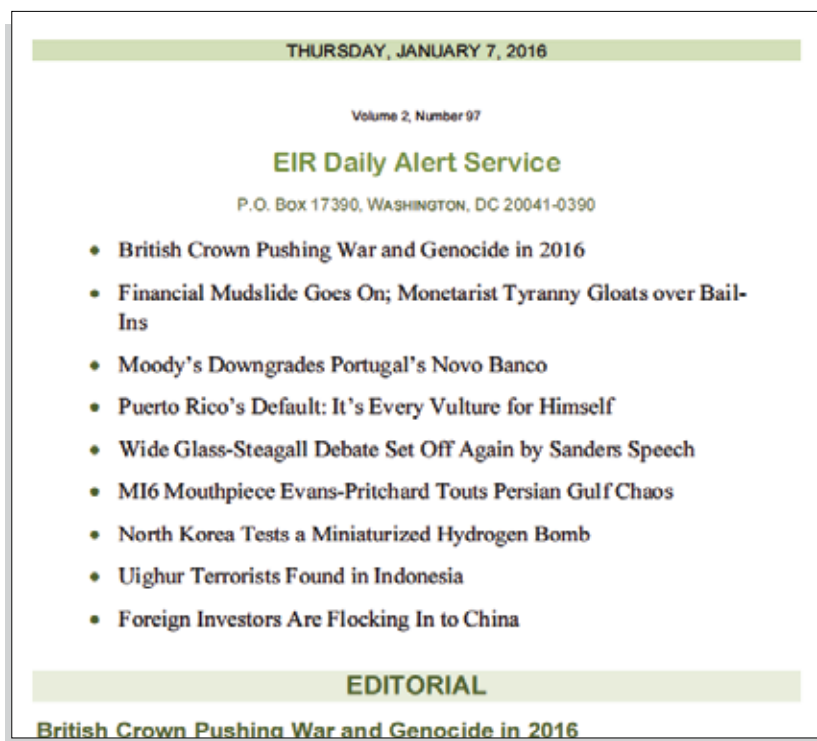 THURSDAY, JANUARY 7, 2016
Volume 2, Number 97
EIR Daily Alert Service
P.O. Box 17390, Washington, DC 20041-0390
• British Crown Pushing War and Genocide in 2016
• Financial Mudslide Goes On; Monetarist Tyranny Gloats over Bail-
Ins
• Moody’s Downgrades Portugal’s Novo Banco
• Puerto Rico’s Default: It’s Every Vulture for Himself
• Wide Glass-Steagall Debate Set Off Again by Sanders Speech
• MI6 Mouthpiece Evans-Pritchard Touts Persian Gulf Chaos
• North Korea Tests a Miniaturized Hydrogen Bomb
• Uighur Terrorists Found in Indonesia
• Foreign Investors Are Flocking In to China
EDITORIAL
British Crown Pushing War and Genocide in 2016